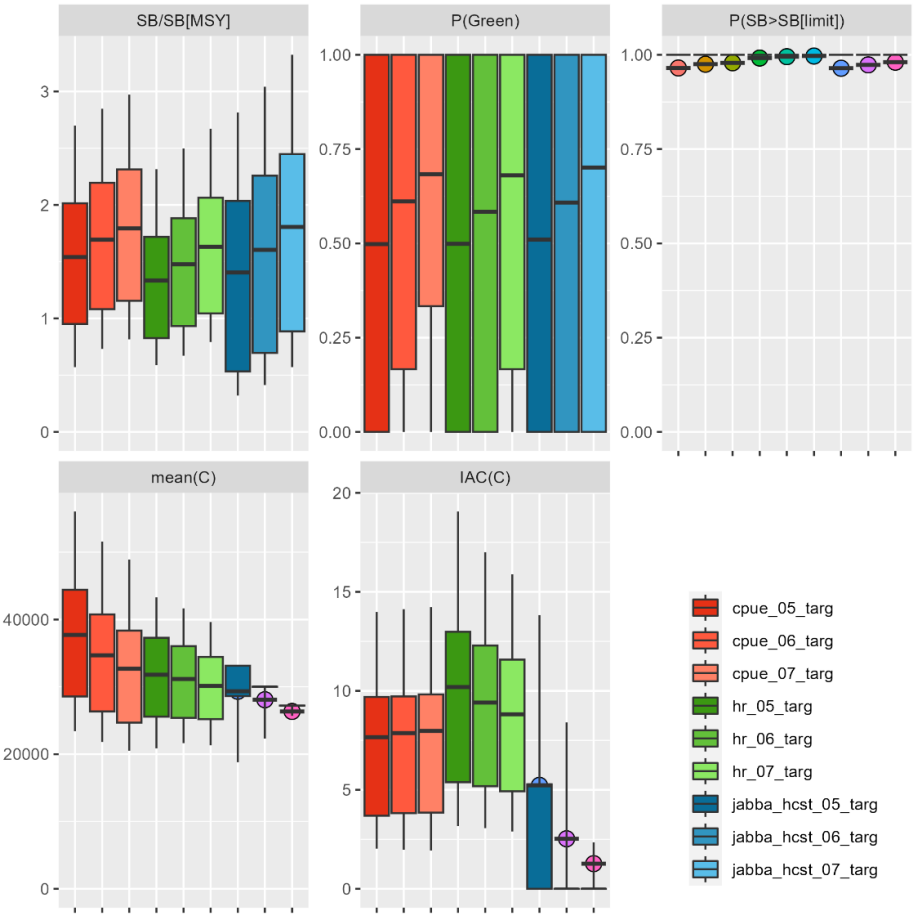 SB/SB[MSY]
P(Green)
P(SB>SB[limit])
3
2
1
0
1.00
0.75
0.50
0.25
0.00
1.00
0.75
0.50
0.25
0.00
mean(C)
IAC(C)
40000
20000
0
20
15
10
5
0
cpue_05_targ
cpue_06_targ
cpue_07_targ
hr_05_targ
hr_06_targ
hr_07_targ
jabba_hcst_05_targ
jabba_hcst_06_targ
jabba_hcst_07_targ